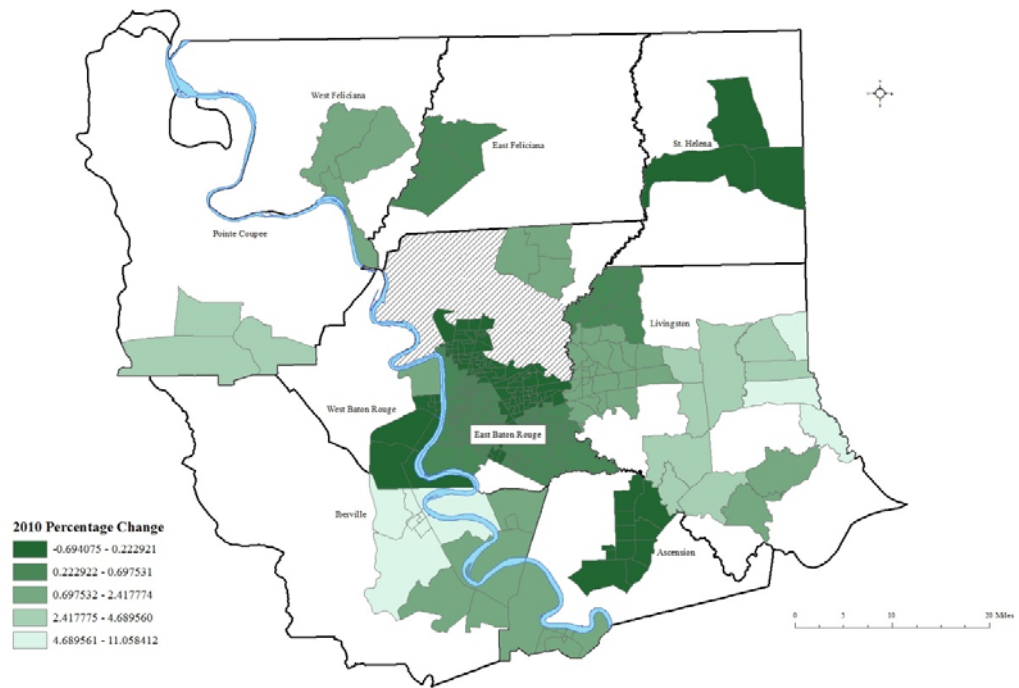 West Feliciana
East Feliciana
St. Helena
Pointe Coupee
Livingston
West Baton Rouge
East Baton Rouge
Iberville
Ascension
2010 Percentage Change
-0.694075 - 0.222921
0.222922 - 0.697531
0.697532 - 2.417774
2.417775 - 4.689560
4.689561 - 11.058412
0 5 10 20 Miles